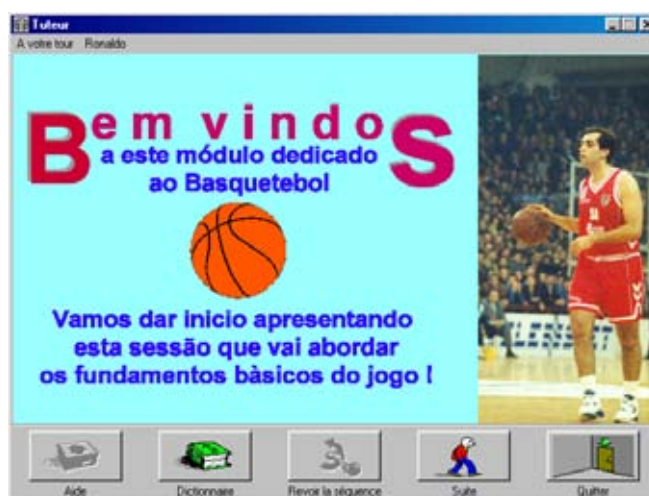 Tuteur
A votre tour Ronaldo
Bem vindoS
a este módulo dedicado
ao Basquetebol
Vamos dar inicio apresentando
esta sessão que vai abordar
os fundamentos bàsicos do jogo !
Aide Dictionnaire Revoir la séquence Suite Quitter